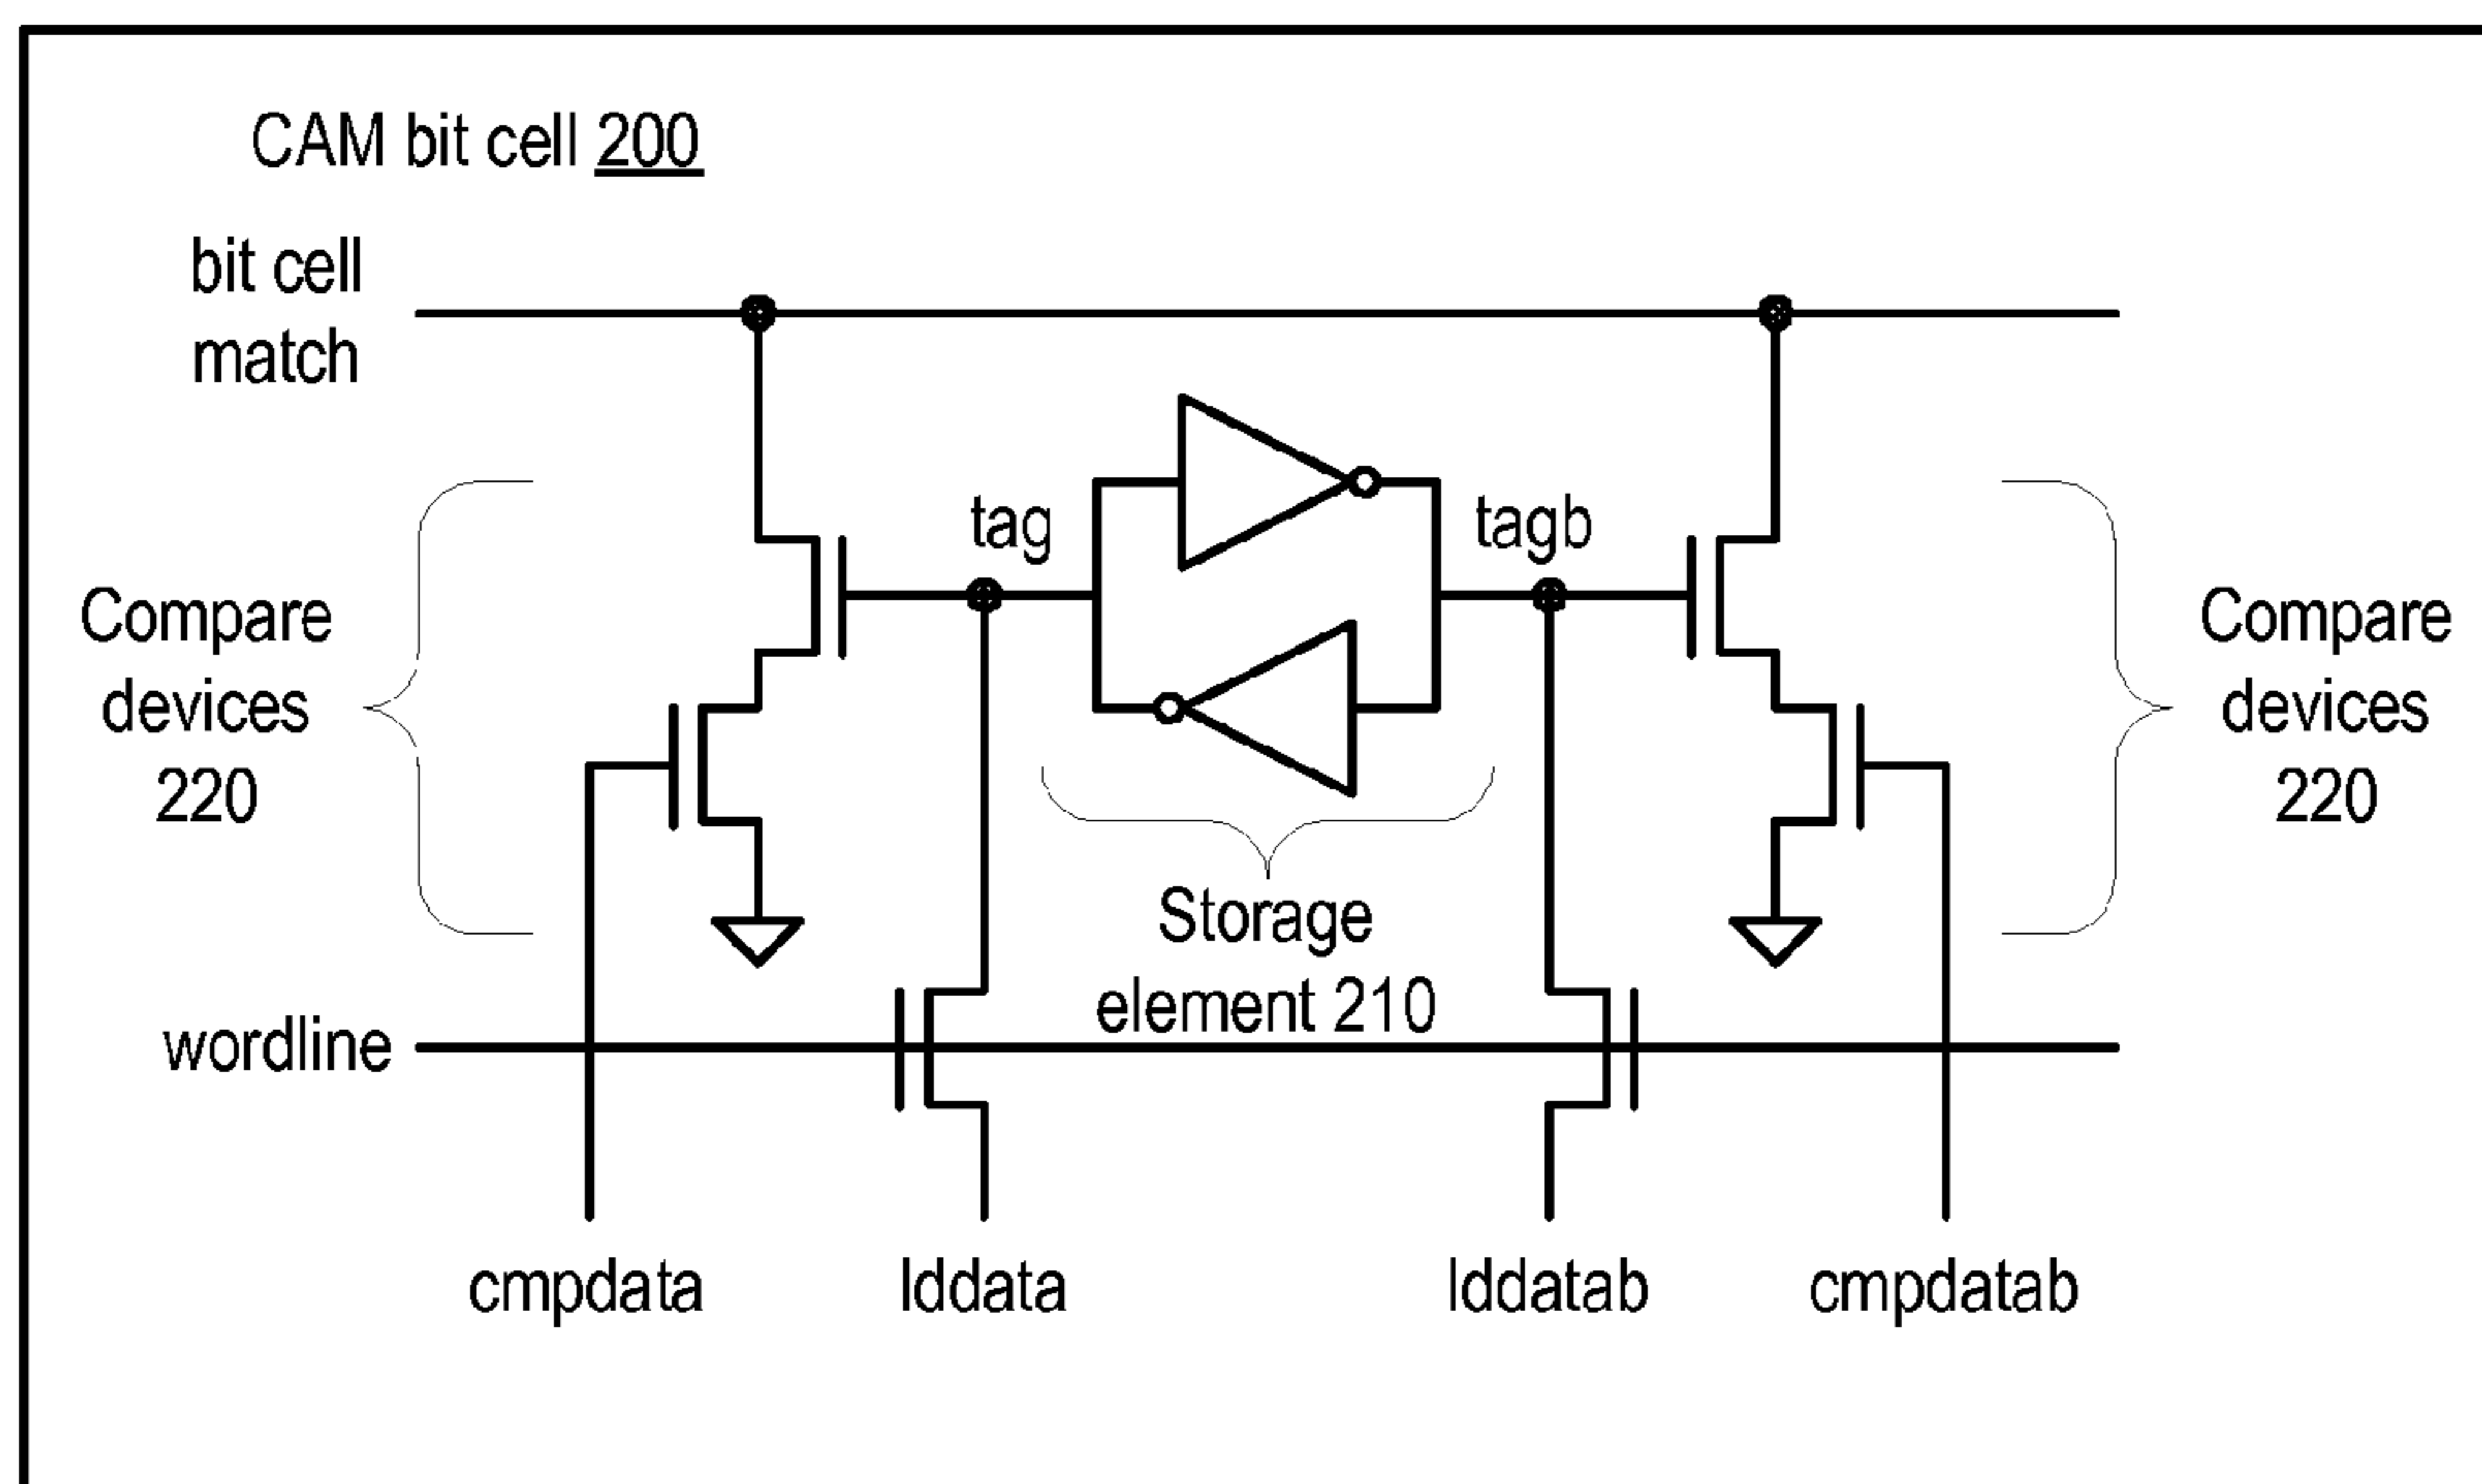 CAM bit cell 200
bit cell
match
tag
tagb
Compare
devices
220
Compare
devices
220
Storage
element 210
wordline
cmpdata
lddata
lddatab
cmpdatab